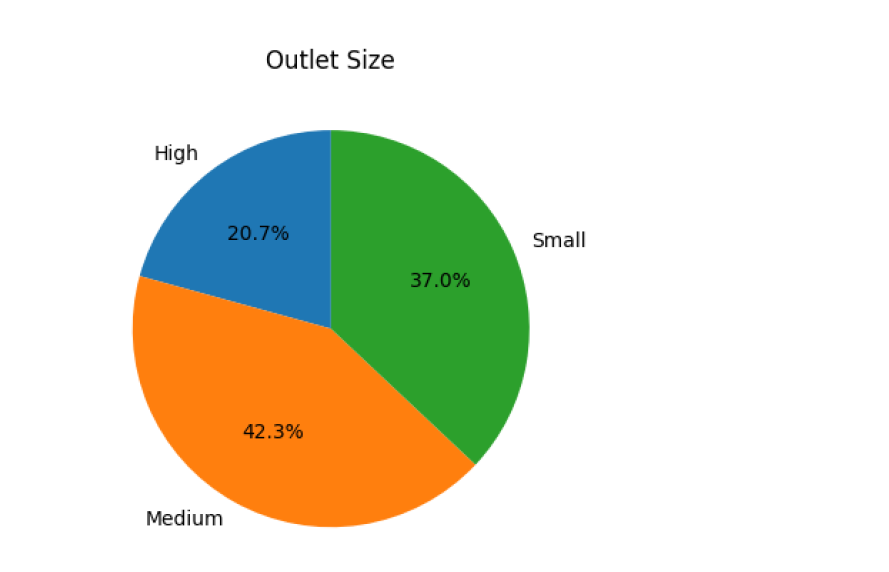 Outlet Size
High
20.7%
Small
37.0%
42.3%
Medium